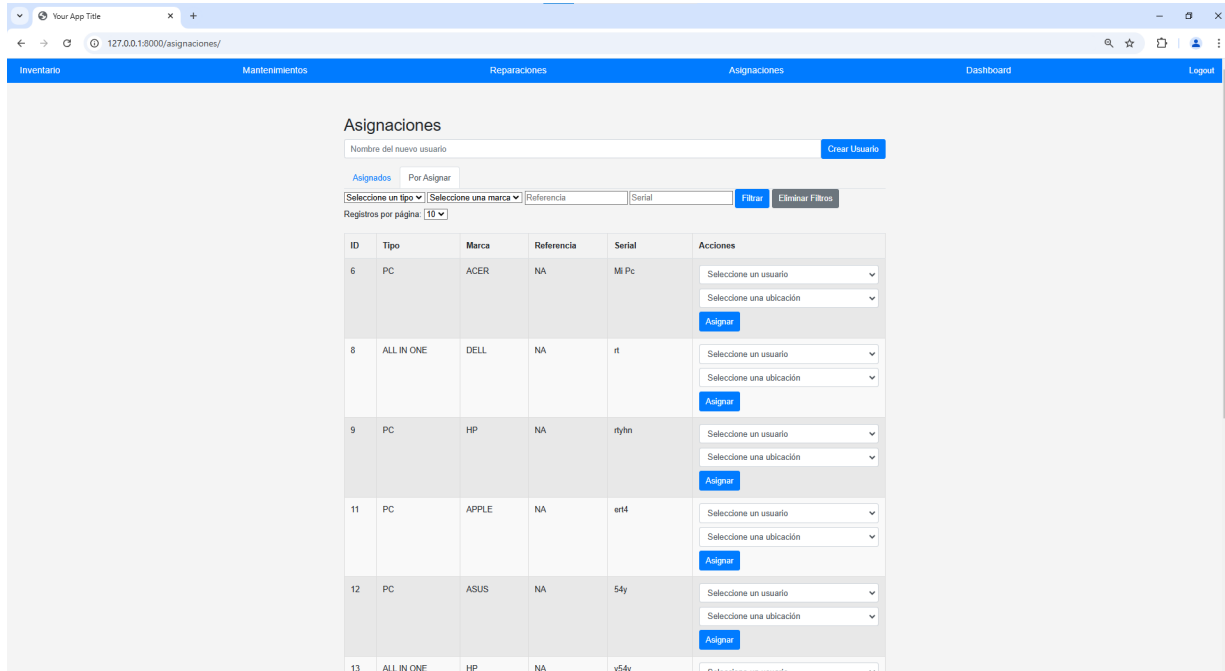 Your App Title
127.0.0.1:8000/asignaciones/
Inventario Mantenimientos Reparaciones Asignaciones Dashboard Logout
Asignaciones
Nombre del nuevo usuario Crear Usuario
Asignados Por Asignar
Seleccione un tipo Seleccione una marca Referencia Serial Filtrar Eliminar Filtros
Registros por página: 10
ID Tipo Marca Referencia Serial Acciones
6 PC ACER NA Mi Pc Seleccione un usuario
Seleccione una ubicación
Asignar
8 ALL IN ONE DELL NA rt Seleccione un usuario
Seleccione una ubicación
Asignar
9 PC HP NA rtyhn Seleccione un usuario
Seleccione una ubicación
Asignar
11 PC APPLE NA ert4 Seleccione un usuario
Seleccione una ubicación
Asignar
12 PC ASUS NA 54y Seleccione un usuario
Seleccione una ubicación
Asignar
13 ALL IN ONE HP NA y54y